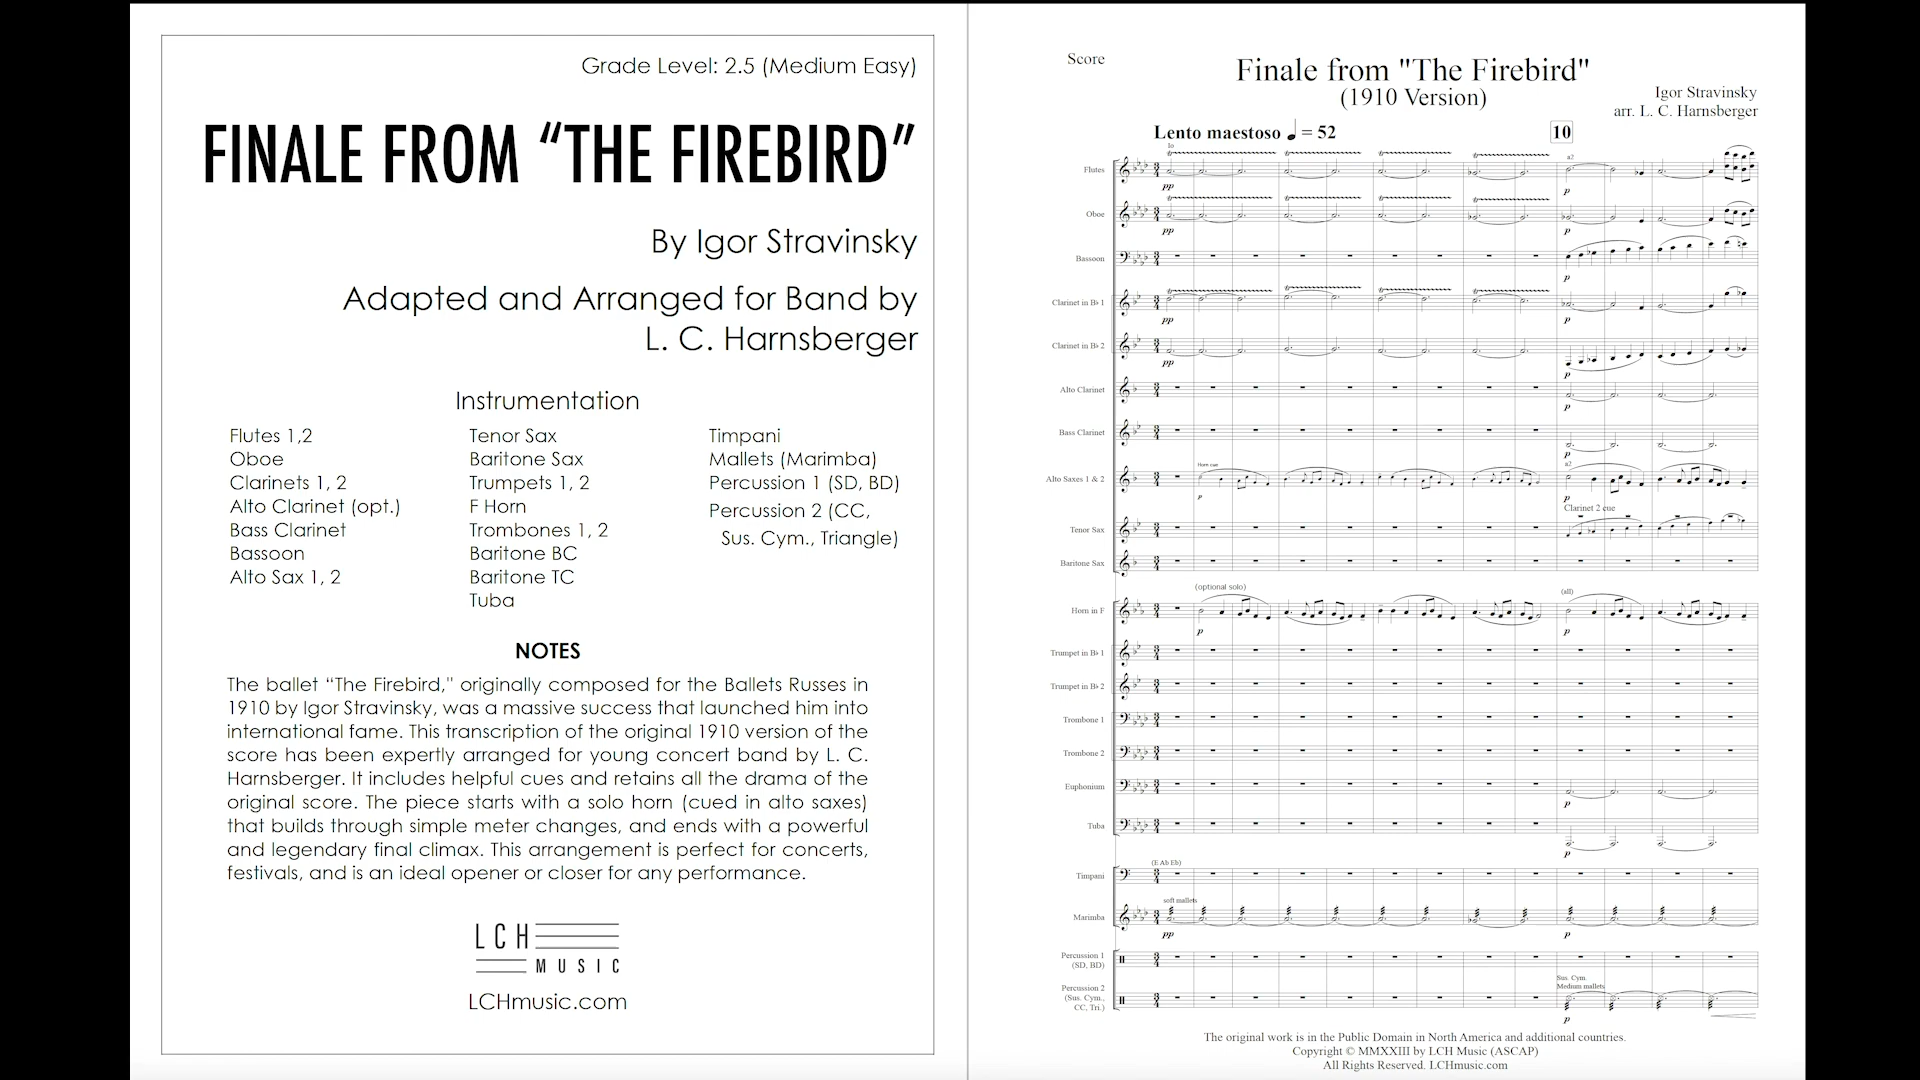 Grade Level: 2.5 (Medium Easy)
FINALE FROM “THE FIREBIRD”
By Igor Stravinsky
Adapted and Arranged for Band by
L. C. Harnsberger
Instrumentation
Flutes 1,2
Oboe
Clarinets 1, 2
Alto Clarinet (opt.)
Bass Clarinet
Bassoon
Alto Sax 1, 2
Tenor Sax
Baritone Sax
Trumpets 1, 2
F Horn
Trombones 1, 2
Baritone BC
Baritone TC
Tuba
Timpani
Mallets (Marimba)
Percussion 1 (SD, BD)
Percussion 2 (CC,
Sus. Cym., Triangle)
NOTES
The ballet “The Firebird," originally composed for the Ballets Russes in
1910 by Igor Stravinsky, was a massive success that launched him into
international fame. This transcription of the original 1910 version of the
score has been expertly arranged for young concert band by L. C.
Harnsberger. It includes helpful cues and retains all the drama of the
original score. The piece starts with a solo horn (cued in alto saxes)
that builds through simple meter changes, and ends with a powerful
and legendary final climax. This arrangement is perfect for concerts,
festivals, and is an ideal opener or closer for any performance.
LCH
MUSIC
LCHmusic.com
Score
Finale from "The Firebird"
(1910 Version)
Igor Stravinsky
arr. L. C. Harnsberger
Lento maestoso ♩ = 52
10
Flutes
1o
a2
pp
p
Oboe
pp
p
Bassoon
p
Clarinet in B♭ 1
pp
p
Clarinet in B♭ 2
pp
p
Alto Clarinet
p
Bass Clarinet
p
Alto Saxes 1 & 2
Horn cue
a2
p
p
Clarinet 2 cue
Tenor Sax
p
Baritone Sax
(optional solo)
(all)
Horn in F
p
p
Trumpet in B♭ 1
Trumpet in B♭ 2
Trombone 1
Trombone 2
Euphonium
p
Tuba
p
(E Ab Eb)
Timpani
soft mallets
Marimba
pp
p
Percussion 1
(SD, BD)
Percussion 2
(Sus. Cym.,
CC, Tri.)
Sus. Cym.
Medium mallets
p
The original work is in the Public Domain in North America and additional countries.
Copyright © MMXXIII by LCH Music (ASCAP)
All Rights Reserved. LCHmusic.com